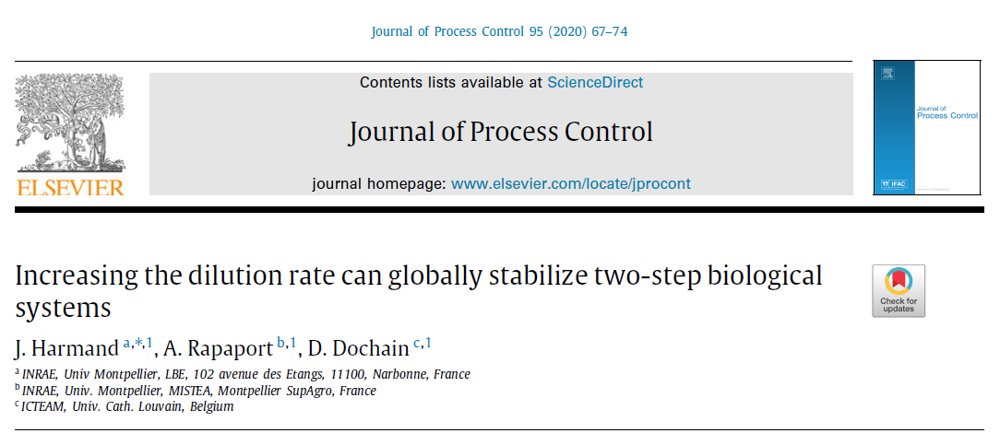 Journal of Process Control 95 (2020) 67–74
Contents lists available at ScienceDirect
Journal of Process Control
journal homepage: www.elsevier.com/locate/jprocont
ELSEVIER
Journal of
Process Control
IFAC
Increasing the dilution rate can globally stabilize two-step biological
systems
Check for
updates
J. Harmand a,*,1, A. Rapaport b,1, D. Dochain c,1
a INRAE, Univ Montpellier, LBE, 102 avenue des Etangs, 11100, Narbonne, France
b INRAE, Univ. Montpellier, MISTEA, Montpellier SupAgro, France
c ICTEAM, Univ. Cath. Louvain, Belgium